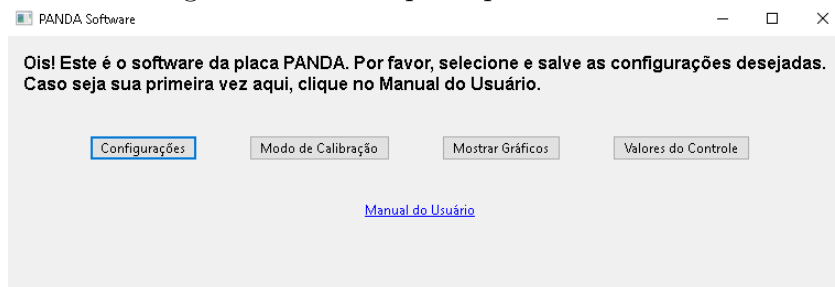 PANDA Software
Ois! Este é o software da placa PANDA. Por favor, selecione e salve as configurações desejadas.
Caso seja sua primeira vez aqui, clique no Manual do Usuário.
Configurações Modo de Calibração Mostrar Gráficos Valores do Controle
Manual do Usuário